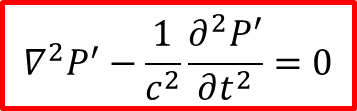 ∇²P′ − 1/c² ∂²P′/∂t² = 0